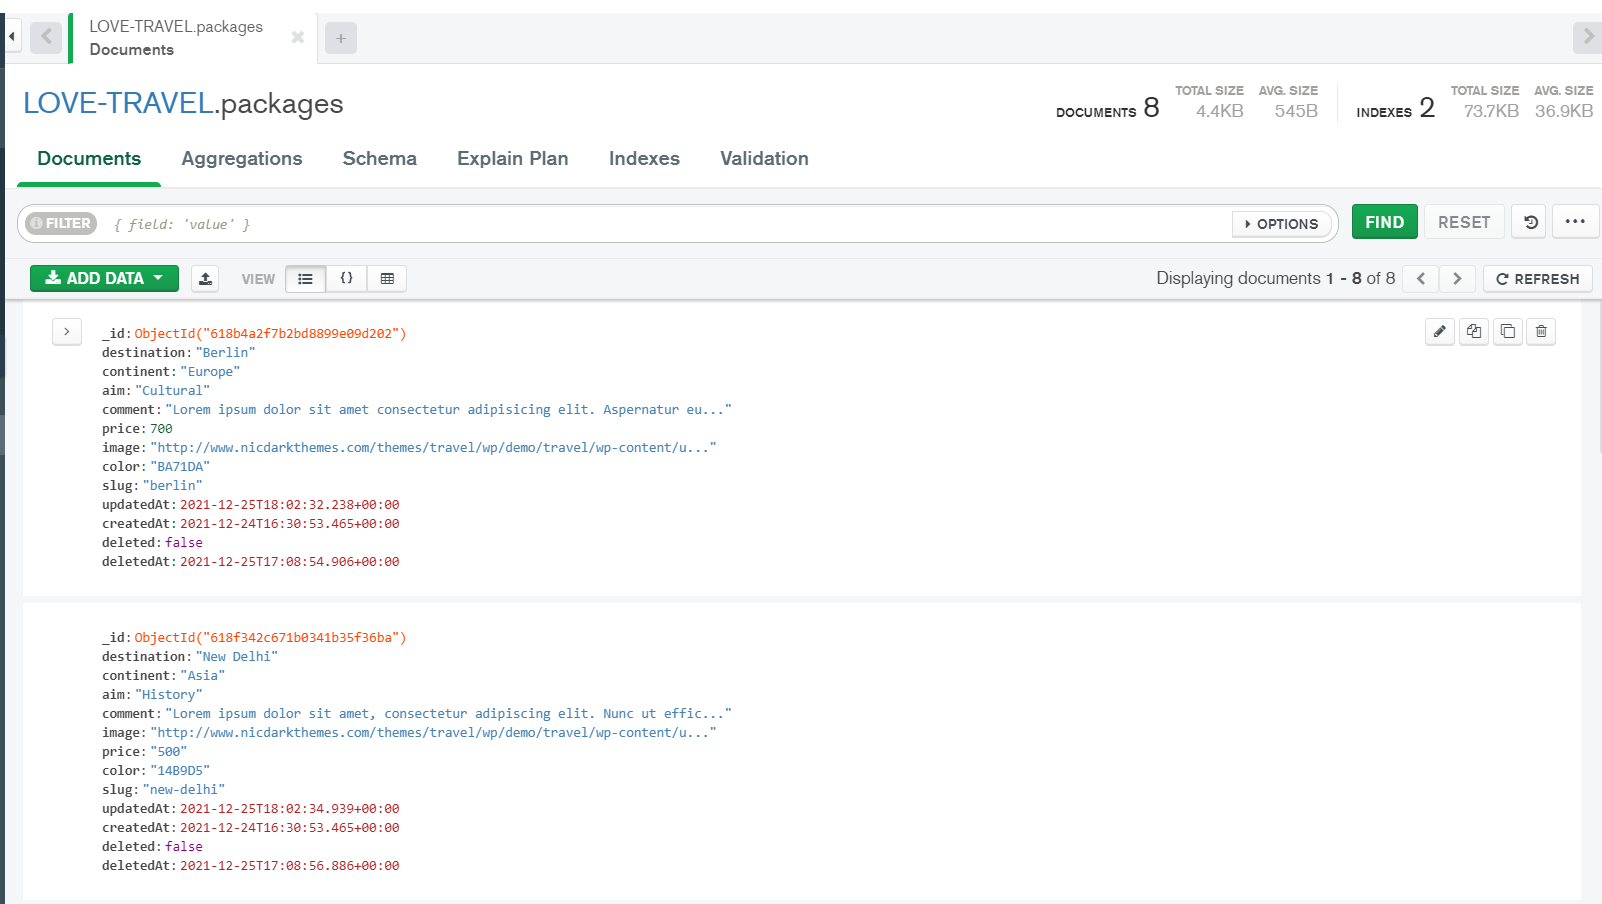 LOVE-TRAVEL.packages
Documents
LOVE-TRAVEL.packages
DOCUMENTS 8 TOTAL SIZE 4.4KB AVG. SIZE 545B INDEXES 2 TOTAL SIZE 73.7KB AVG. SIZE 36.9KB
Documents Aggregations Schema Explain Plan Indexes Validation
FILTER { field: 'value' } OPTIONS FIND RESET
ADD DATA VIEW {} Displaying documents 1 - 8 of 8 REFRESH
_id: ObjectId("618b4a2f7b2bd8899e09d202")
destination: "Berlin"
continent: "Europe"
aim: "Cultural"
comment: "Lorem ipsum dolor sit amet consectetur adipisicing elit. Aspernatur eu..."
price: 700
image: "http://www.nicdarkthemes.com/themes/travel/wp/demo/travel/wp-content/u..."
color: "BA71DA"
slug: "berlin"
updatedAt: 2021-12-25T18:02:32.238+00:00
createdAt: 2021-12-24T16:30:53.465+00:00
deleted: false
deletedAt: 2021-12-25T17:08:54.906+00:00
_id: ObjectId("618f342c671b0341b35f36ba")
destination: "New Delhi"
continent: "Asia"
aim: "History"
comment: "Lorem ipsum dolor sit amet, consectetur adipiscing elit. Nunc ut effic..."
image: "http://www.nicdarkthemes.com/themes/travel/wp/demo/travel/wp-content/u..."
price: "500"
color: "14B9D5"
slug: "new-delhi"
updatedAt: 2021-12-25T18:02:34.939+00:00
createdAt: 2021-12-24T16:30:53.465+00:00
deleted: false
deletedAt: 2021-12-25T17:08:56.886+00:00